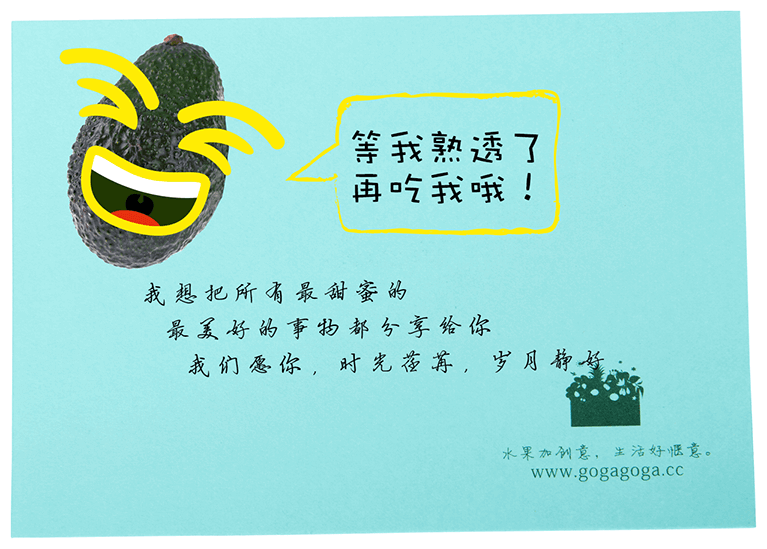 等我熟透了
再吃我哦！
我想把所有最甜蜜的
最美好的事物都分享给你
我们愿你，时光荏苒，岁月静好
水果加创意，生活好惬意。
www.gogagoga.cc